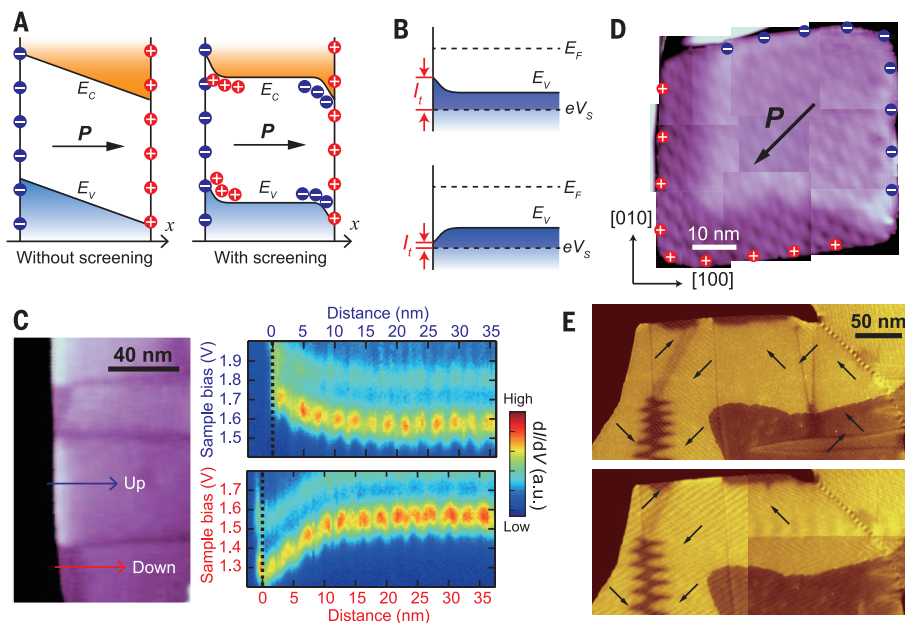 A
E_C
P
E_V
x
Without screening
E_C
P
E_V
x
With screening
B
E_F
E_V
I_t
eV_S
E_F
E_V
I_t
eV_S
D
P
[010]
10 nm
[100]
C
40 nm
Up
Down
Distance (nm)
0 5 10 15 20 25 30 35
Sample bias (V)
1.9
1.8
1.7
1.6
1.5
Sample bias (V)
1.7
1.6
1.5
1.4
1.3
0 5 10 15 20 25 30 35
Distance (nm)
High
dI/dV (a.u.)
Low
E
50 nm